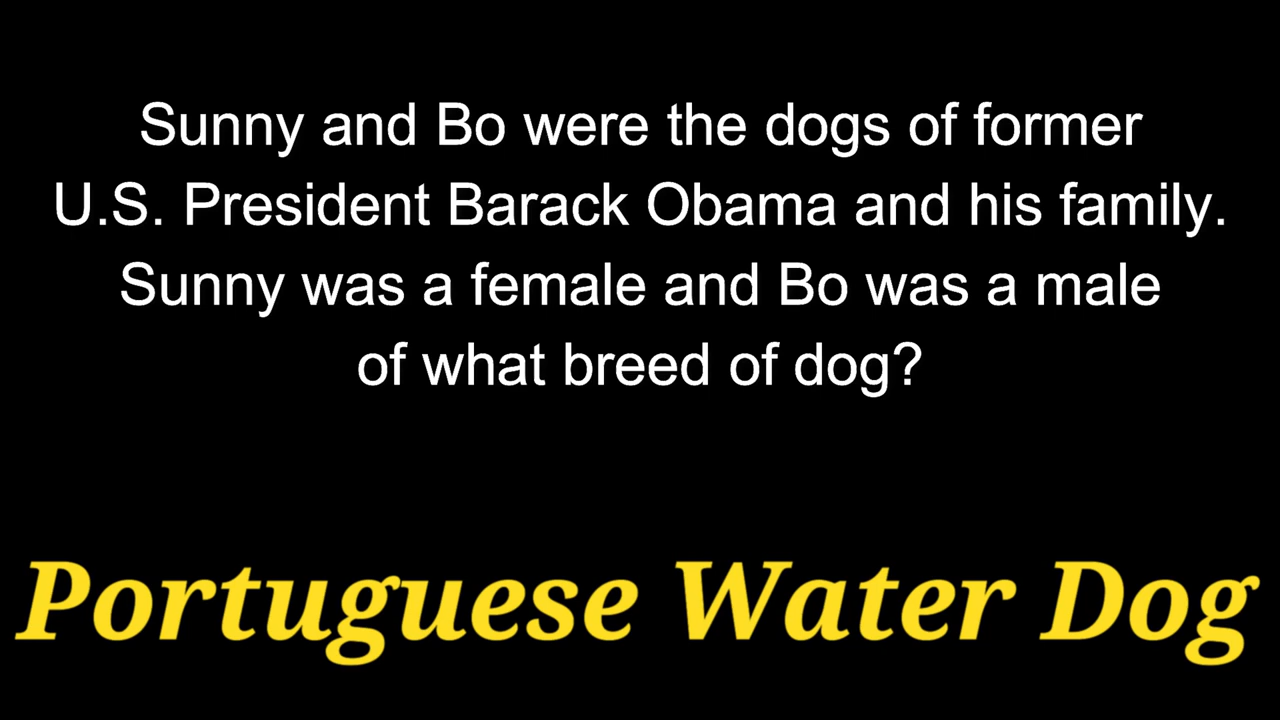 Sunny and Bo were the dogs of former
U.S. President Barack Obama and his family.
Sunny was a female and Bo was a male
of what breed of dog?
Portuguese Water Dog